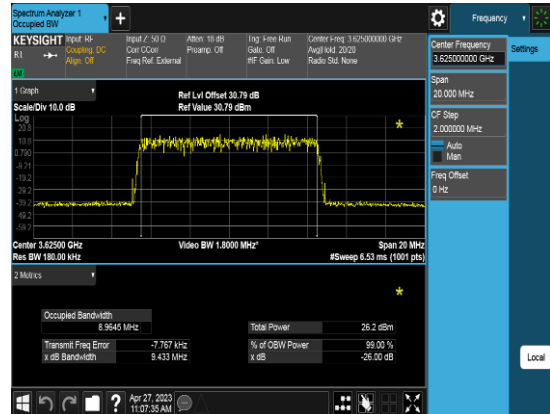 Spectrum Analyzer 1
Occupied BW
+
Frequency
KEYSIGHT
R1
LXI
Input: RF
Coupling: DC
Align: Off
Input Z: 50 Ω
Corr CCorr
Freq Ref: External
Atten: 18 dB
Preamp: Off
Trig: Free Run
Gate: Off
#IF Gain: Low
Center Freq: 3.625000000 GHz
Avg|Hold: 20/20
Radio Std: None
Center Frequency
3.625000000 GHz
Settings
Span
20.000 MHz
CF Step
2.000000 MHz
Auto
Man
Freq Offset
0 Hz
1 Graph
Scale/Div 10.0 dB
Ref Lvl Offset 30.79 dB
Ref Value 30.79 dBm
Log
20.8
10.8
0.790
-9.21
-19.2
-29.2
-39.2
-49.2
-59.2
Center 3.62500 GHz
Res BW 180.00 kHz
Video BW 1.8000 MHz*
Span 20 MHz
#Sweep 6.53 ms (1001 pts)
2 Metrics
Occupied Bandwidth
8.9645 MHz
Total Power 26.2 dBm
Transmit Freq Error -7.767 kHz
% of OBW Power 99.00 %
x dB Bandwidth 9.433 MHz
x dB -26.00 dB
Local
?
Apr 27, 2023
11:07:35 AM